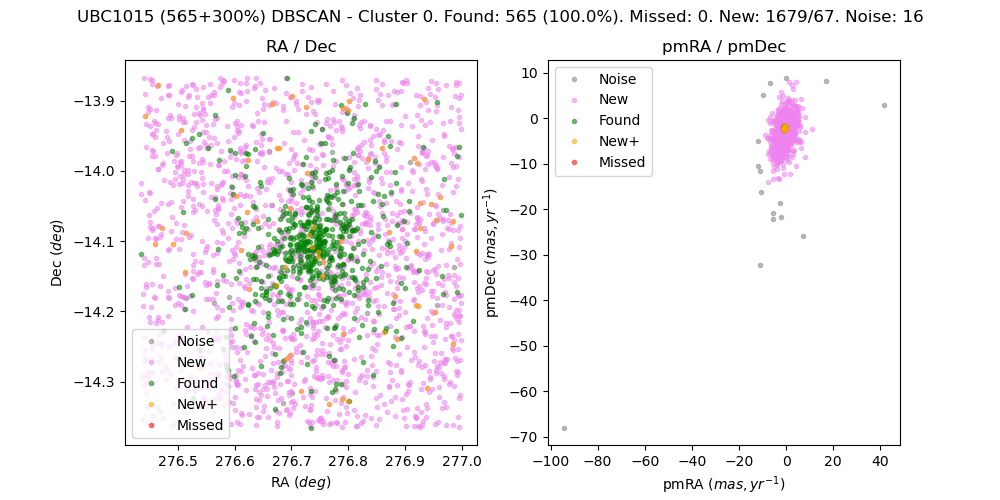 UBC1015 (565+300%) DBSCAN - Cluster 0. Found: 565 (100.0%). Missed: 0. New: 1679/67. Noise: 16
RA / Dec
−13.9
−14.0
−14.1
−14.2
−14.3
Dec (deg)
Noise
New
Found
New+
Missed
276.5 276.6 276.7 276.8 276.9 277.0
RA (deg)
pmRA / pmDec
10
0
−10
−20
−30
−40
−50
−60
−70
pmDec (mas, yr⁻¹)
Noise
New
Found
New+
Missed
−100 −80 −60 −40 −20 0 20 40
pmRA (mas, yr⁻¹)